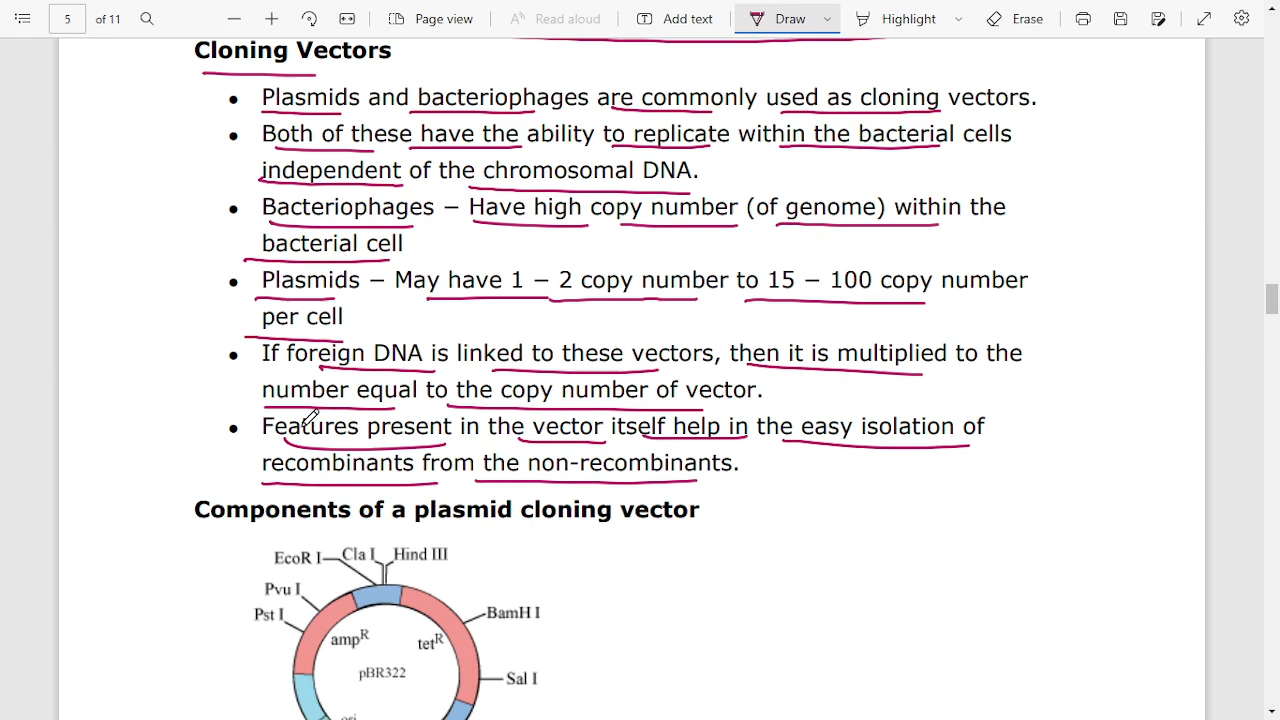 5 of 11 Page view Read aloud Add text Draw Highlight Erase
Cloning Vectors
• Plasmids and bacteriophages are commonly used as cloning vectors.
• Both of these have the ability to replicate within the bacterial cells
independent of the chromosomal DNA.
• Bacteriophages − Have high copy number (of genome) within the
bacterial cell
• Plasmids − May have 1 − 2 copy number to 15 − 100 copy number
per cell
• If foreign DNA is linked to these vectors, then it is multiplied to the
number equal to the copy number of vector.
• Features present in the vector itself help in the easy isolation of
recombinants from the non-recombinants.
Components of a plasmid cloning vector
EcoR I Cla I Hind III
Pvu I
Pst I BamH I
ampR tetR
pBR322 Sal I
ori